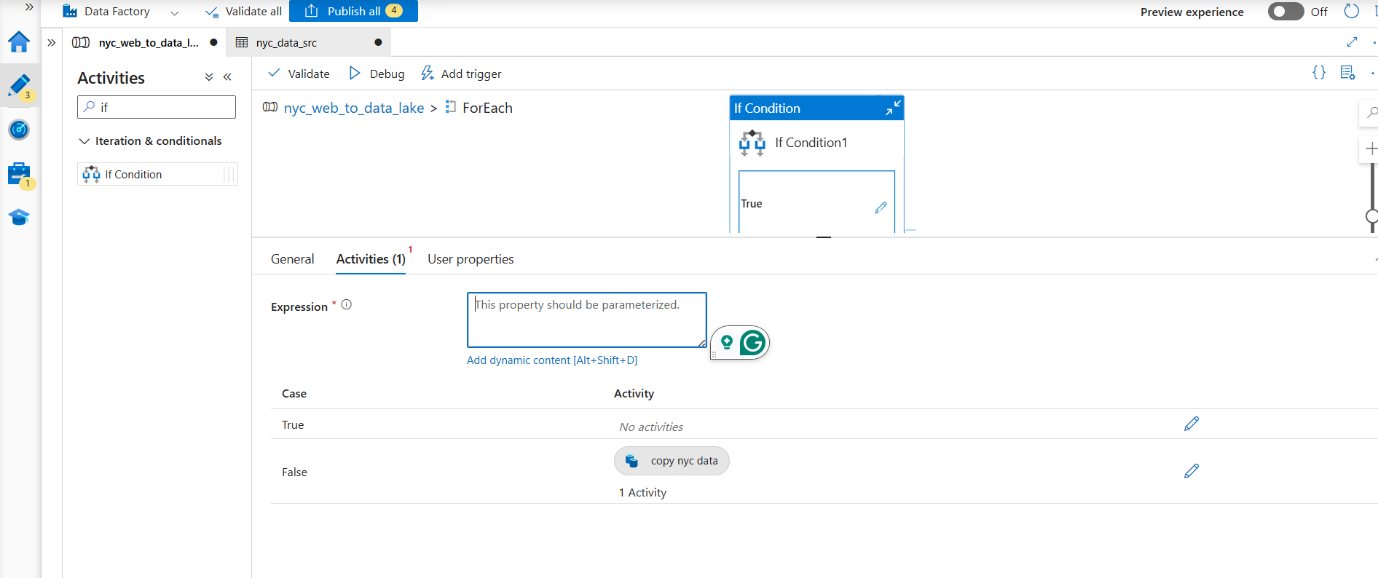 Data Factory
Validate all
Publish all 4
Preview experience
Off
nyc_web_to_data_l...
nyc_data_src
3
1
Activities
if
Iteration & conditionals
If Condition
Validate
Debug
Add trigger
{}
nyc_web_to_data_lake > ForEach
If Condition
If Condition1
True
General
Activities (1) 1
User properties
Expression *
This property should be parameterized.
Add dynamic content [Alt+Shift+D]
Case
Activity
True
No activities
False
copy nyc data
1 Activity